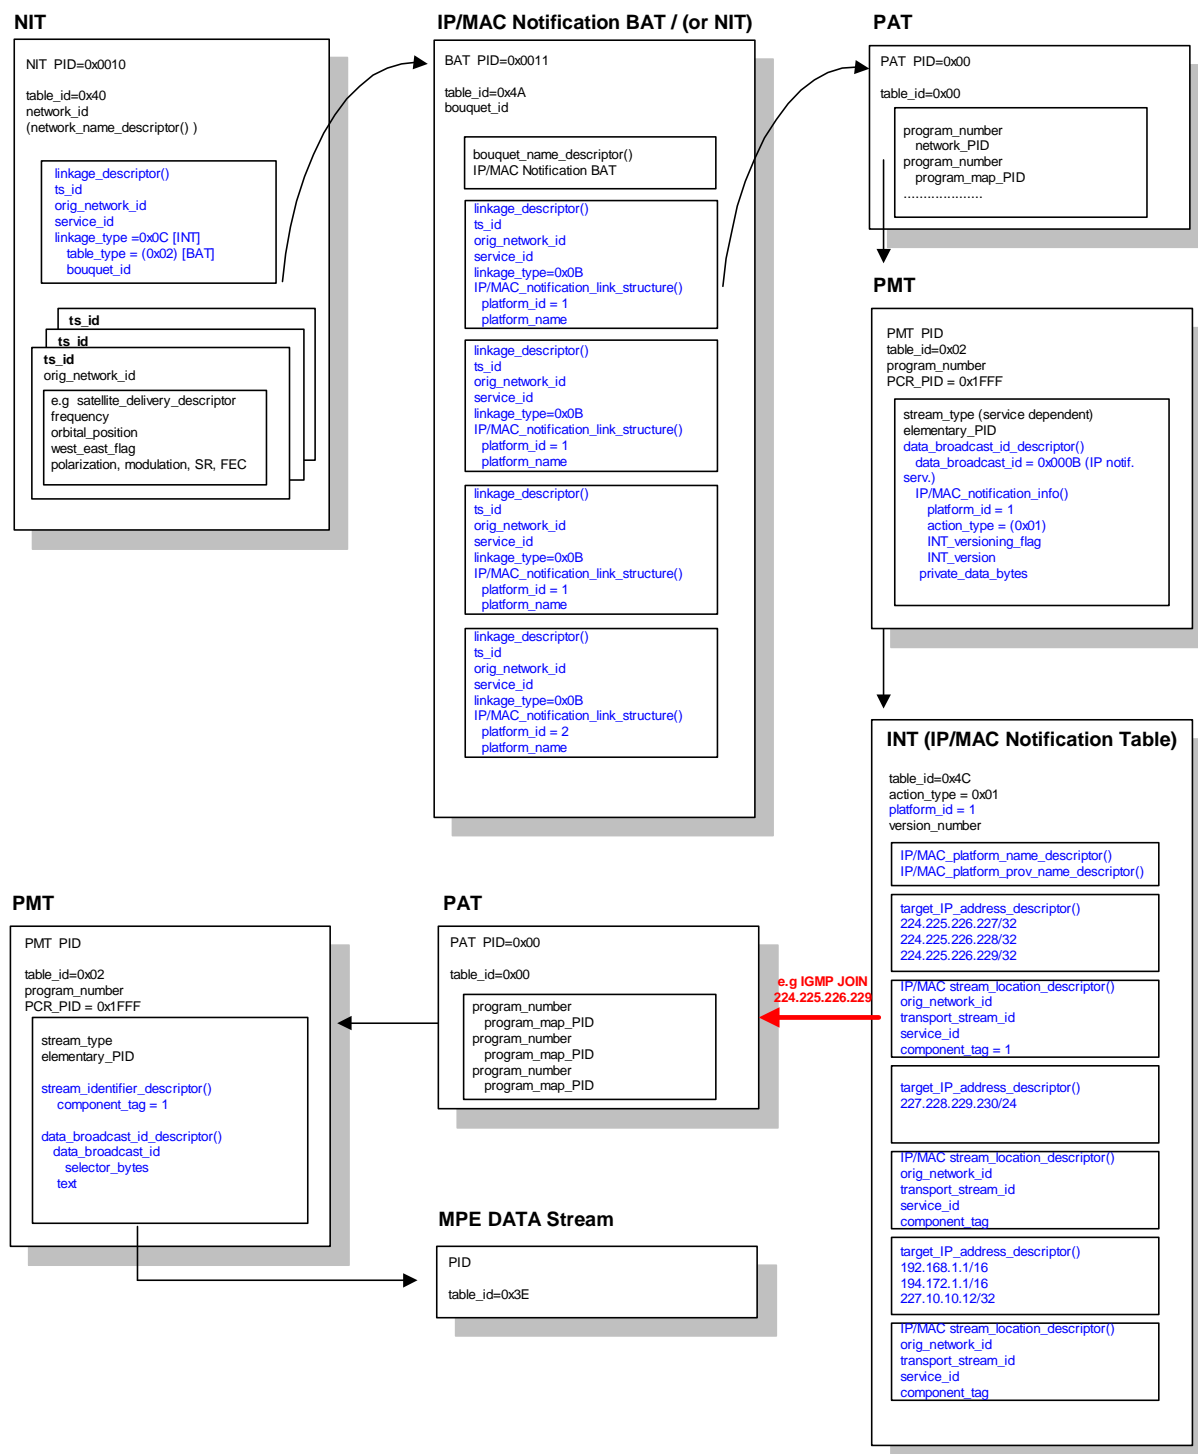 NIT
NIT PID=0x0010
table_id=0x40
network_id
(network_name_descriptor() )
linkage_descriptor()
ts_id
orig_network_id
service_id
linkage_type =0x0C [INT]
table_type = (0x02) [BAT]
bouquet_id
ts_id
ts_id
ts_id
orig_network_id
e.g satellite_delivery_descriptor
frequency
orbital_position
west_east_flag
polarization, modulation, SR, FEC
IP/MAC Notification BAT / (or NIT)
BAT PID=0x0011
table_id=0x4A
bouquet_id
bouquet_name_descriptor()
IP/MAC Notification BAT
linkage_descriptor()
ts_id
orig_network_id
service_id
linkage_type=0x0B
IP/MAC_notification_link_structure()
platform_id = 1
platform_name
linkage_descriptor()
ts_id
orig_network_id
service_id
linkage_type=0x0B
IP/MAC_notification_link_structure()
platform_id = 1
platform_name
linkage_descriptor()
ts_id
orig_network_id
service_id
linkage_type=0x0B
IP/MAC_notification_link_structure()
platform_id = 1
platform_name
linkage_descriptor()
ts_id
orig_network_id
service_id
linkage_type=0x0B
IP/MAC_notification_link_structure()
platform_id = 2
platform_name
PAT
PAT PID=0x00
table_id=0x00
program_number
network_PID
program_number
program_map_PID
.....................
PMT
PMT PID
table_id=0x02
program_number
PCR_PID = 0x1FFF
stream_type (service dependent)
elementary_PID
data_broadcast_id_descriptor()
data_broadcast_id = 0x000B (IP notif.
serv.)
IP/MAC_notification_info()
platform_id = 1
action_type = (0x01)
INT_versioning_flag
INT_version
private_data_bytes
INT (IP/MAC Notification Table)
table_id=0x4C
action_type = 0x01
platform_id = 1
version_number
IP/MAC_platform_name_descriptor()
IP/MAC_platform_prov_name_descriptor()
target_IP_address_descriptor()
224.225.226.227/32
224.225.226.228/32
224.225.226.229/32
IP/MAC stream_location_descriptor()
orig_network_id
transport_stream_id
service_id
component_tag = 1
target_IP_address_descriptor()
227.228.229.230/24
IP/MAC stream_location_descriptor()
orig_network_id
transport_stream_id
service_id
component_tag
target_IP_address_descriptor()
192.168.1.1/16
194.172.1.1/16
227.10.10.12/32
IP/MAC stream_location_descriptor()
orig_network_id
transport_stream_id
service_id
component_tag
e.g IGMP JOIN
224.225.226.229
PAT
PAT PID=0x00
table_id=0x00
program_number
program_map_PID
program_number
program_map_PID
program_number
program_map_PID
PMT
PMT PID
table_id=0x02
program_number
PCR_PID = 0x1FFF
stream_type
elementary_PID
stream_identifier_descriptor()
component_tag = 1
data_broadcast_id_descriptor()
data_broadcast_id
selector_bytes
text
MPE DATA Stream
PID
table_id=0x3E